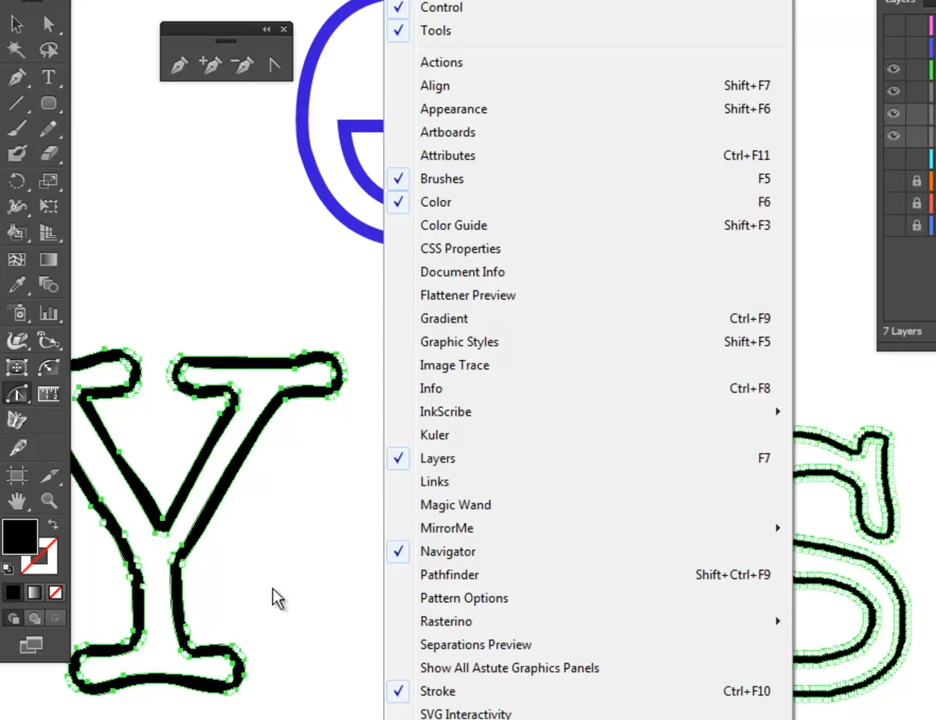 Layers
Control
Tools
Actions
Align Shift+F7
Appearance Shift+F6
Artboards
Attributes Ctrl+F11
Brushes F5
Color F6
Color Guide Shift+F3
CSS Properties
Document Info
Flattener Preview
Gradient Ctrl+F9
Graphic Styles Shift+F5
Image Trace
Info Ctrl+F8
InkScribe
Kuler
Layers F7
Links
Magic Wand
MirrorMe
Navigator
Pathfinder Shift+Ctrl+F9
Pattern Options
Rasterino
Separations Preview
Show All Astute Graphics Panels
Stroke Ctrl+F10
SVG Interactivity
7 Layers
Y